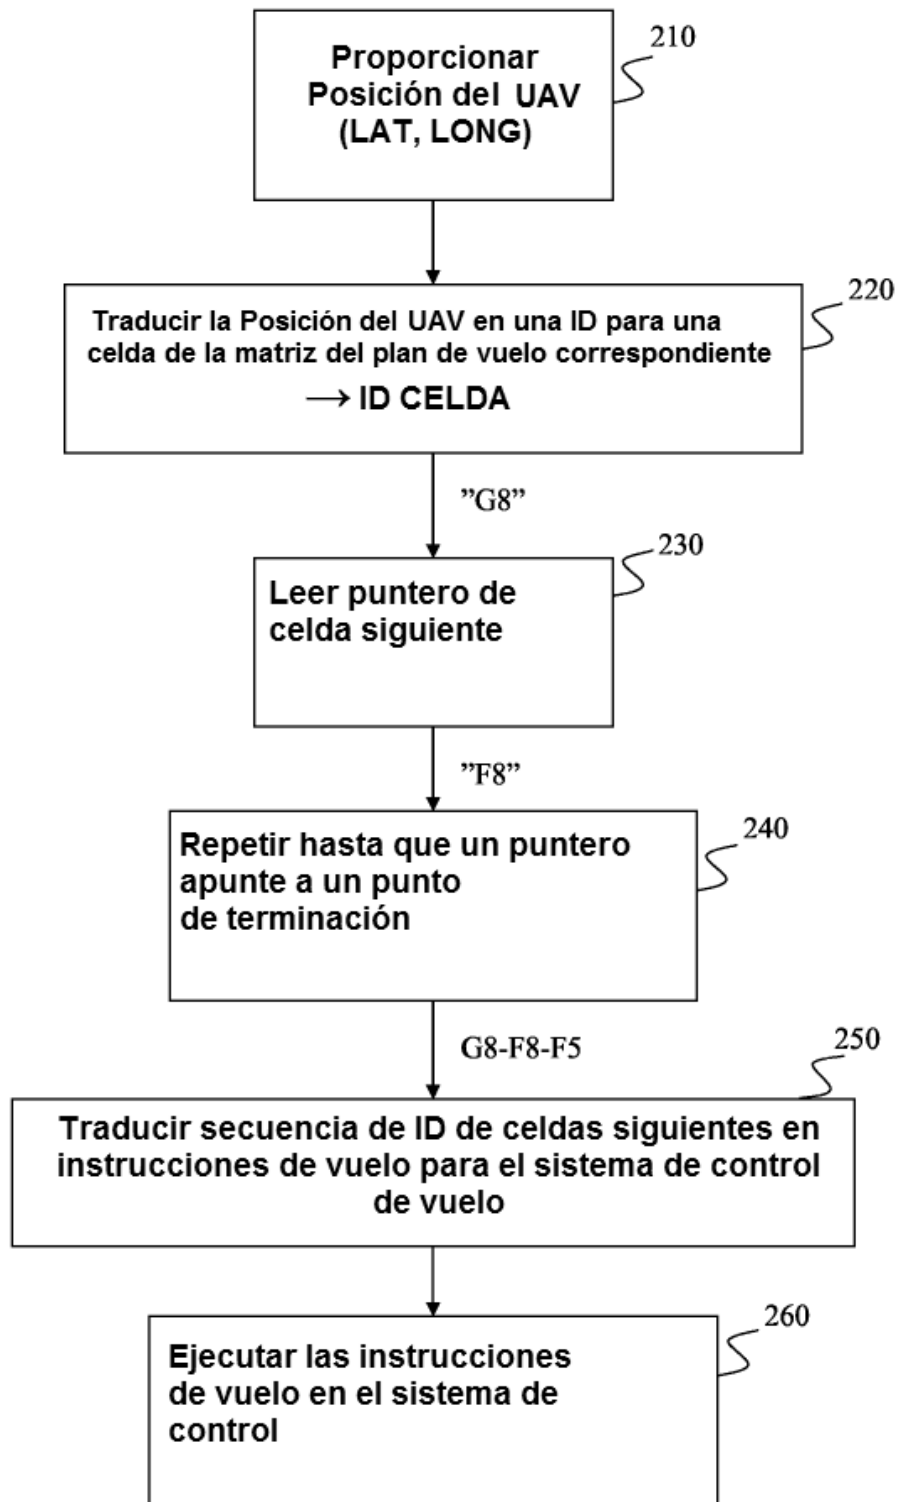 Proporcionar
Posición del UAV
(LAT, LONG)
210
Traducir la Posición del UAV en una ID para una
celda de la matriz del plan de vuelo correspondiente
→ ID CELDA
220
”G8”
Leer puntero de
celda siguiente
230
”F8”
Repetir hasta que un puntero
apunte a un punto
de terminación
240
G8-F8-F5
250
Traducir secuencia de ID de celdas siguientes en
instrucciones de vuelo para el sistema de control
de vuelo
260
Ejecutar las instrucciones
de vuelo en el sistema de
control